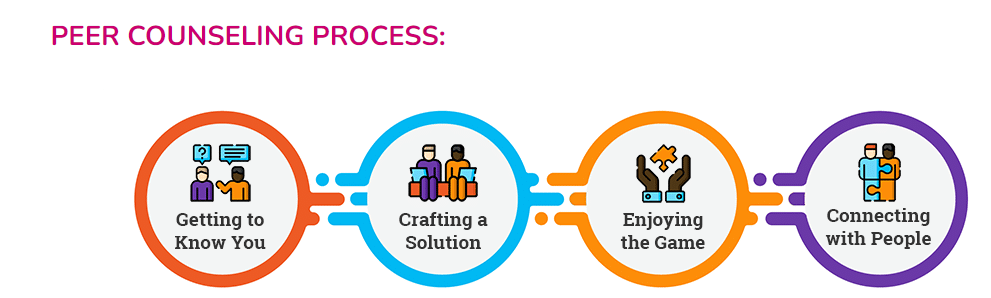 PEER COUNSELING PROCESS:
?
Getting to
Know You
Crafting a
Solution
Enjoying
the Game
Connecting
with People